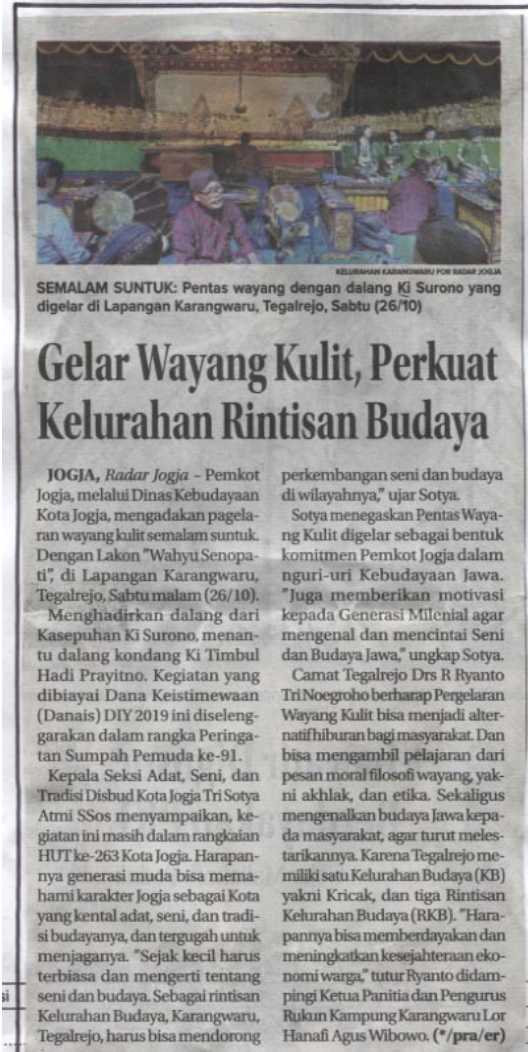 KELURAHAN KARANGWARU FOR RADAR JOGJA
SEMALAM SUNTUK: Pentas wayang dengan dalang Ki Surono yang
digelar di Lapangan Karangwaru, Tegalrejo, Sabtu (26/10)
Gelar Wayang Kulit, Perkuat
Kelurahan Rintisan Budaya
JOGJA, Radar Jogja – Pemkot
Jogja, melalui Dinas Kebudayaan
Kota Jogja, mengadakan pagela-
ran wayang kulit semalam suntuk.
Dengan Lakon "Wahyu Senopa-
ti", di Lapangan Karangwaru,
Tegalrejo, Sabtu malam (26/10).
Menghadirkan dalang dari
Kasepuhan Ki Surono, menan-
tu dalang kondang Ki Timbul
Hadi Prayitno. Kegiatan yang
dibiayai Dana Keistimewaan
(Danais) DIY 2019 ini diseleng-
garakan dalam rangka Peringa-
tan Sumpah Pemuda ke-91.
Kepala Seksi Adat, Seni, dan
Tradisi Disbud Kota Jogja Tri Sotya
Atmi SSos menyampaikan, ke-
giatan ini masih dalam rangkaian
HUT ke-263 Kota Jogja. Harapan-
nya generasi muda bisa mema-
hami karakter Jogja sebagai Kota
yang kental adat, seni, dan tradi-
si budayanya, dan tergugah untuk
menjaganya. "Sejak kecil harus
terbiasa dan mengerti tentang
seni dan budaya. Sebagai rintisan
Kelurahan Budaya, Karangwaru,
Tegalrejo, harus bisa mendorong
perkembangan seni dan budaya
di wilayahnya," ujar Sotya.
Sotya menegaskan Pentas Waya-
ng Kulit digelar sebagai bentuk
komitmen Pemkot Jogja dalam
nguri-uri Kebudayaan Jawa.
"Juga memberikan motivasi
kepada Generasi Milenial agar
mengenal dan mencintai Seni
dan Budaya Jawa," ungkap Sotya.
Camat Tegalrejo Drs R Ryanto
Tri Noegroho berharap Pergelaran
Wayang Kulit bisa menjadi alter-
natif hiburan bagi masyarakat. Dan
bisa mengambil pelajaran dari
pesan moral filosofi wayang, yak-
ni akhlak, dan etika. Sekaligus
mengenalkan budaya Jawa kepa-
da masyarakat, agar turut meles-
tarikannya. Karena Tegalrejo me-
miliki satu Kelurahan Budaya (KB)
yakni Kricak, dan tiga Rintisan
Kelurahan Budaya (RKB). "Hara-
pannya bisa memberdayakan dan
meningkatkan kesejahteraan eko-
nomi warga," tutur Ryanto didam-
pingi Ketua Panitia dan Pengurus
Rukun Kampung Karangwaru Lor
Hanafi Agus Wibowo. (*/pra/er)
si